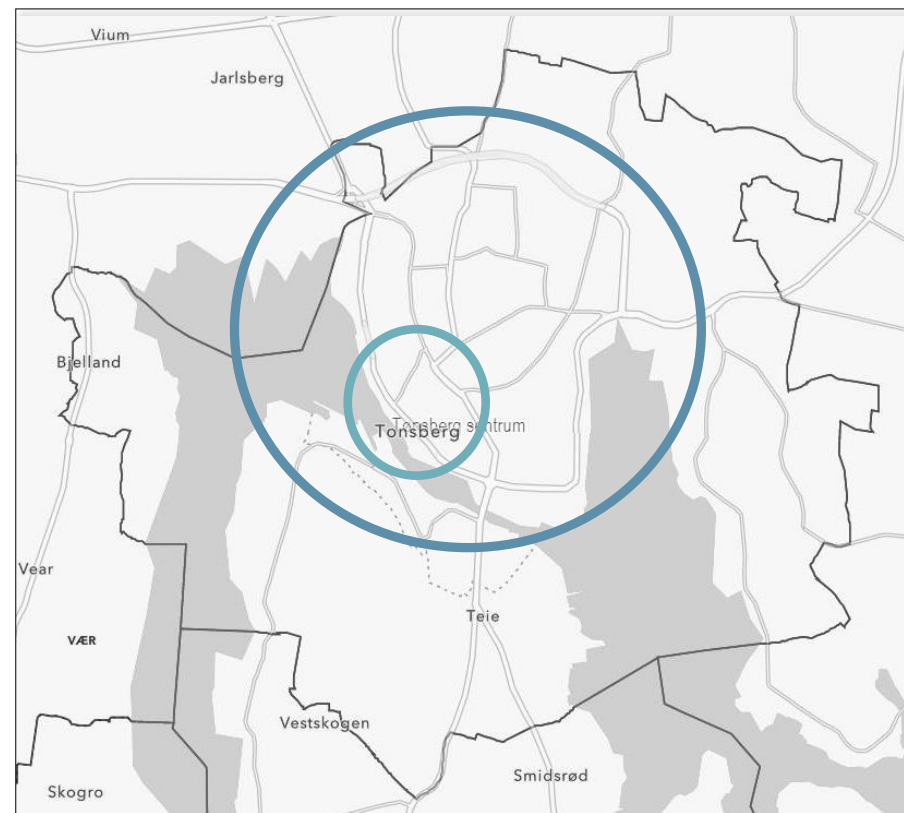 Vium
Jarlsberg
Bjelland
Tønsberg sentrum
Tønsberg
Vear
Teie
VÆR
Vestskogen
Smidsrød
Skogro